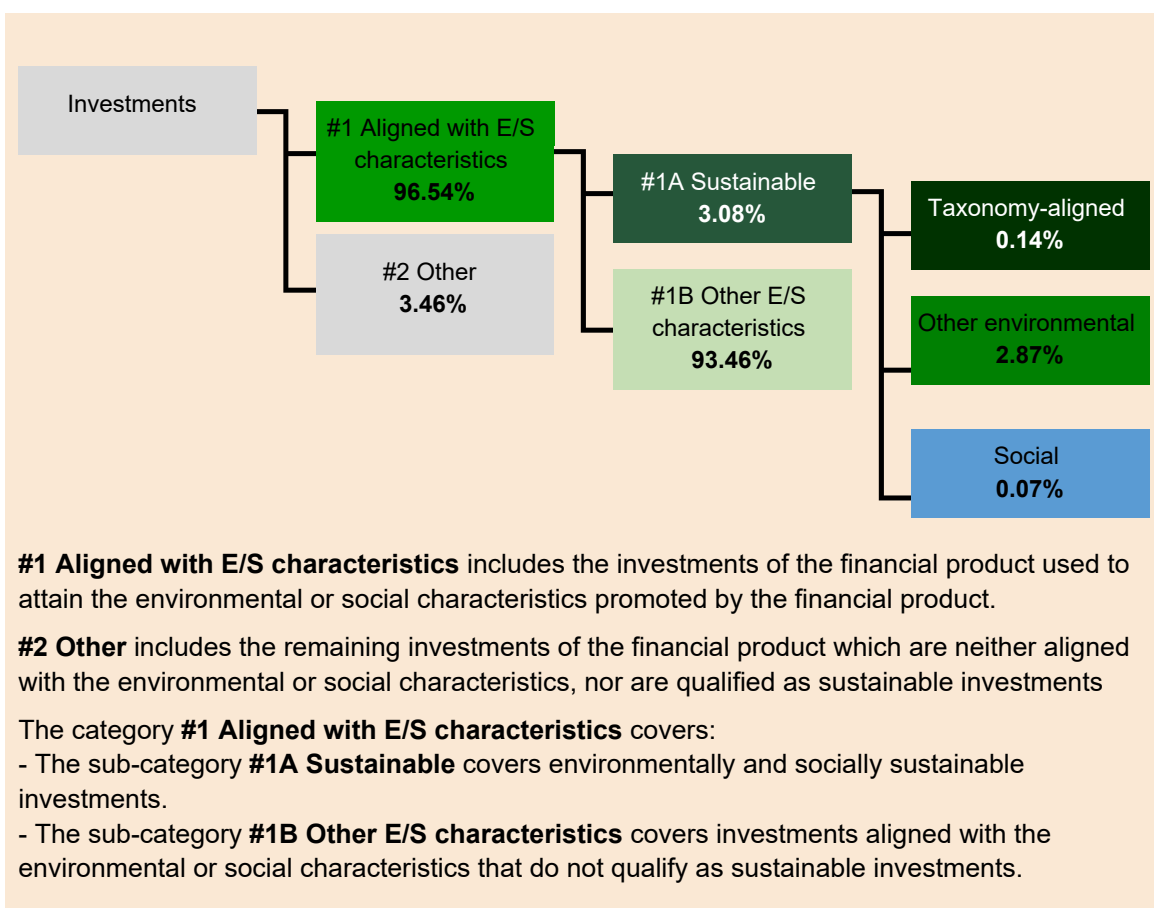 Investments
#1 Aligned with E/S
characteristics
96.54%
#2 Other
3.46%
#1A Sustainable
3.08%
#1B Other E/S
characteristics
93.46%
Taxonomy-aligned
0.14%
Other environmental
2.87%
Social
0.07%
#1 Aligned with E/S characteristics includes the investments of the financial product used to
attain the environmental or social characteristics promoted by the financial product.
#2 Other includes the remaining investments of the financial product which are neither aligned
with the environmental or social characteristics, nor are qualified as sustainable investments
The category #1 Aligned with E/S characteristics covers:
- The sub-category #1A Sustainable covers environmentally and socially sustainable
investments.
- The sub-category #1B Other E/S characteristics covers investments aligned with the
environmental or social characteristics that do not qualify as sustainable investments.